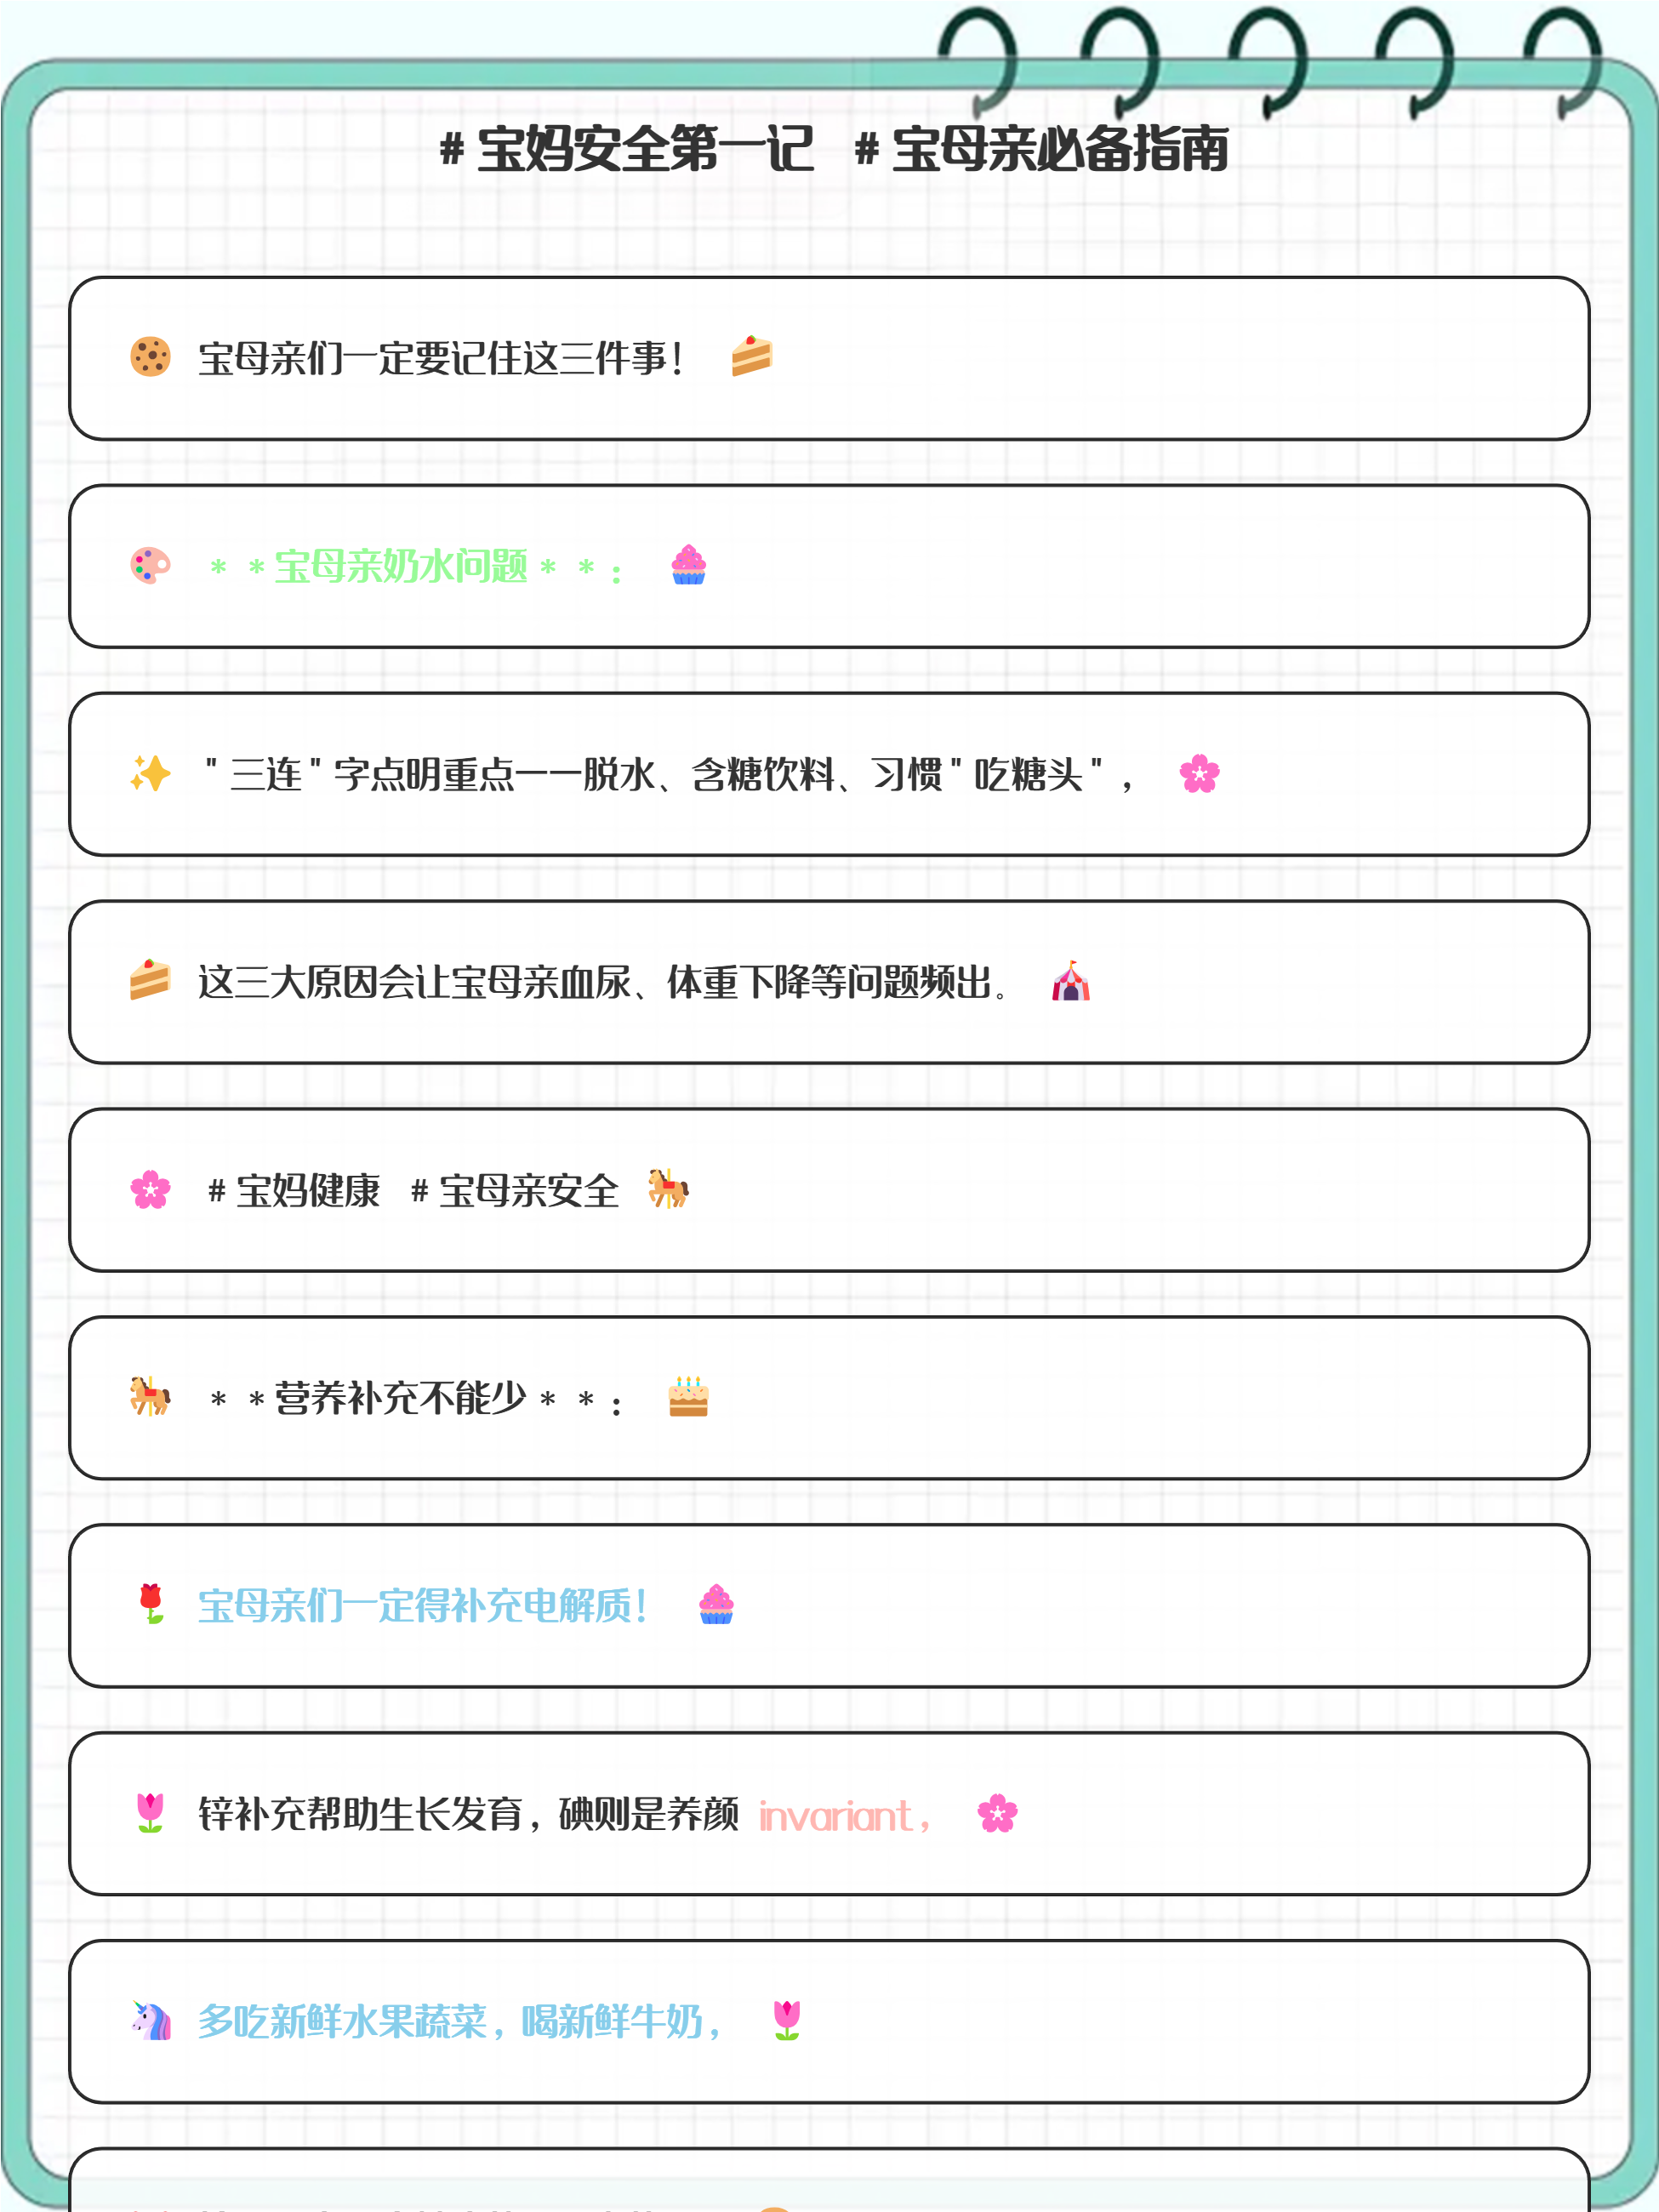 #宝妈安全第一记 #宝母亲必备指南
宝母亲们一定要记住这三件事！
**宝母亲奶水问题**：
"三连"字点明重点——脱水、含糖饮料、习惯"吃糖头"，
这三大原因会让宝母亲血尿、体重下降等问题频出。
#宝妈健康 #宝母亲安全
**营养补充不能少**：
宝母亲们一定得补充电解质！
锌补充帮助生长发育，碘则是养颜 invariant，
多吃新鲜水果蔬菜，喝新鲜牛奶，